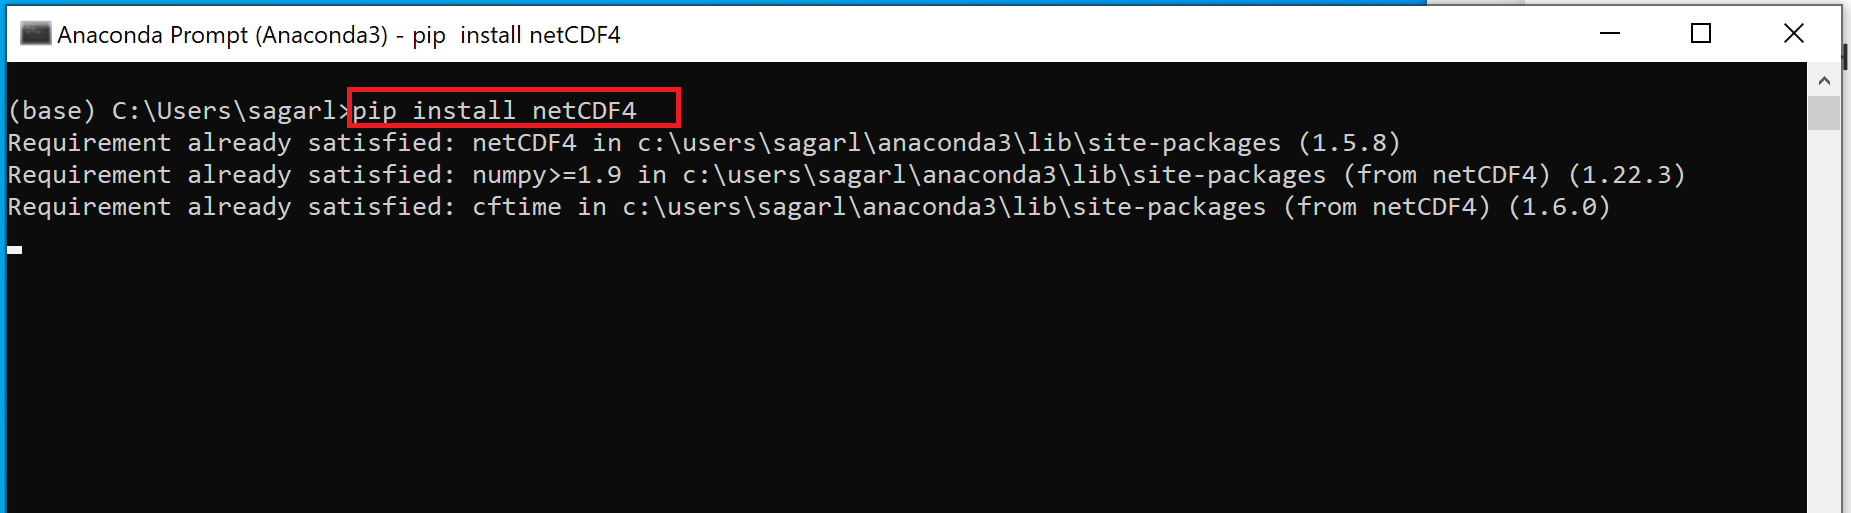 Anaconda Prompt (Anaconda3) - pip  install netCDF4
(base) C:\Users\sagarl>pip install netCDF4
Requirement already satisfied: netCDF4 in c:\users\sagarl\anaconda3\lib\site-packages (1.5.8)
Requirement already satisfied: numpy>=1.9 in c:\users\sagarl\anaconda3\lib\site-packages (from netCDF4) (1.22.3)
Requirement already satisfied: cftime in c:\users\sagarl\anaconda3\lib\site-packages (from netCDF4) (1.6.0)